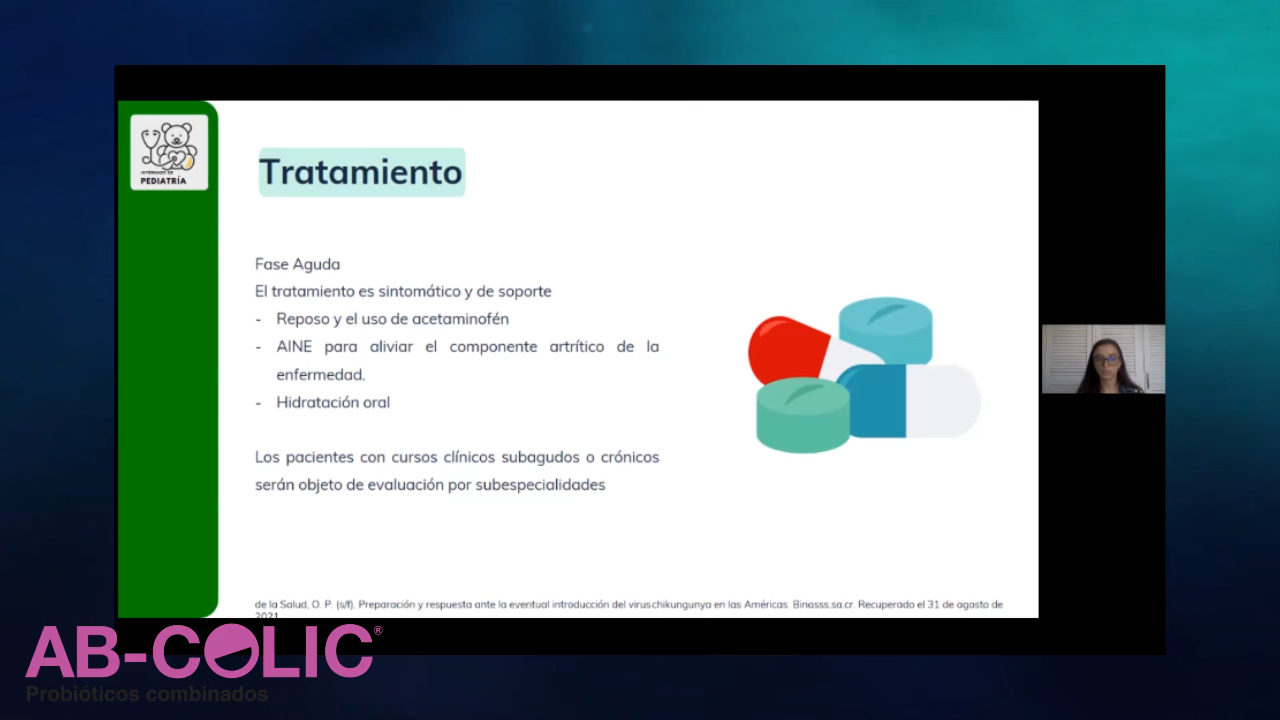 INTERNADO DE
PEDIATRÍA
Tratamiento
Fase Aguda
El tratamiento es sintomático y de soporte
- Reposo y el uso de acetaminofén
- AINE para aliviar el componente artrítico de la
enfermedad.
- Hidratación oral
Los pacientes con cursos clínicos subagudos o crónicos
serán objeto de evaluación por subespecialidades
de la Salud, O. P. (s/f). Preparación y respuesta ante la eventual introducción del virus chikungunya en las Américas. Binasss.sa.cr. Recuperado el 31 de agosto de
2021
AB-COLIC®
Probióticos combinados